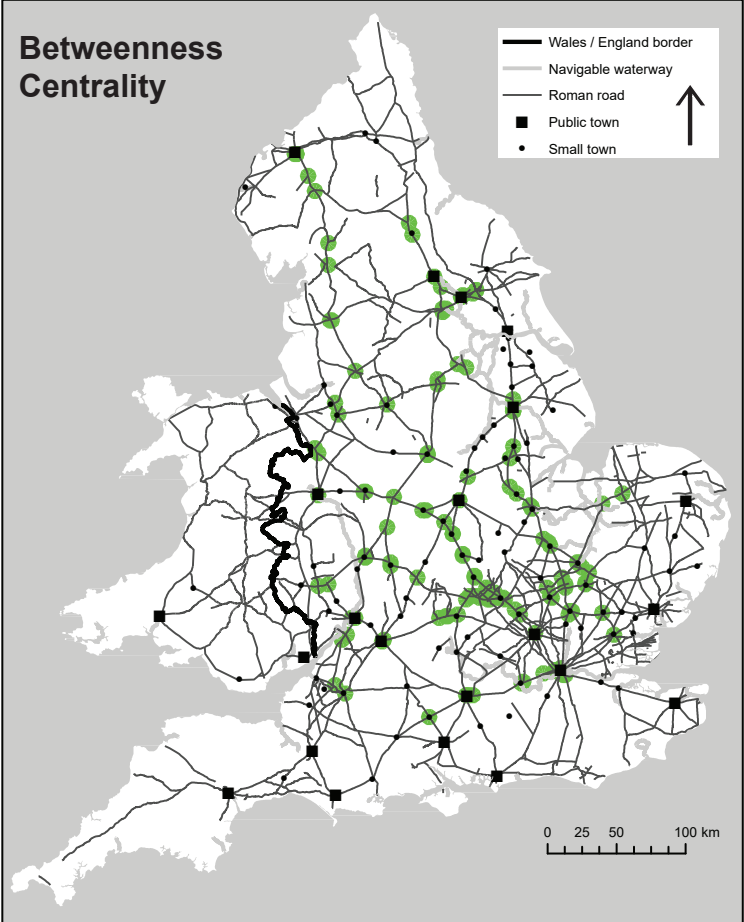 Betweenness
Centrality
Wales / England border
Navigable waterway
Roman road
Public town
Small town
0 25 50 100 km